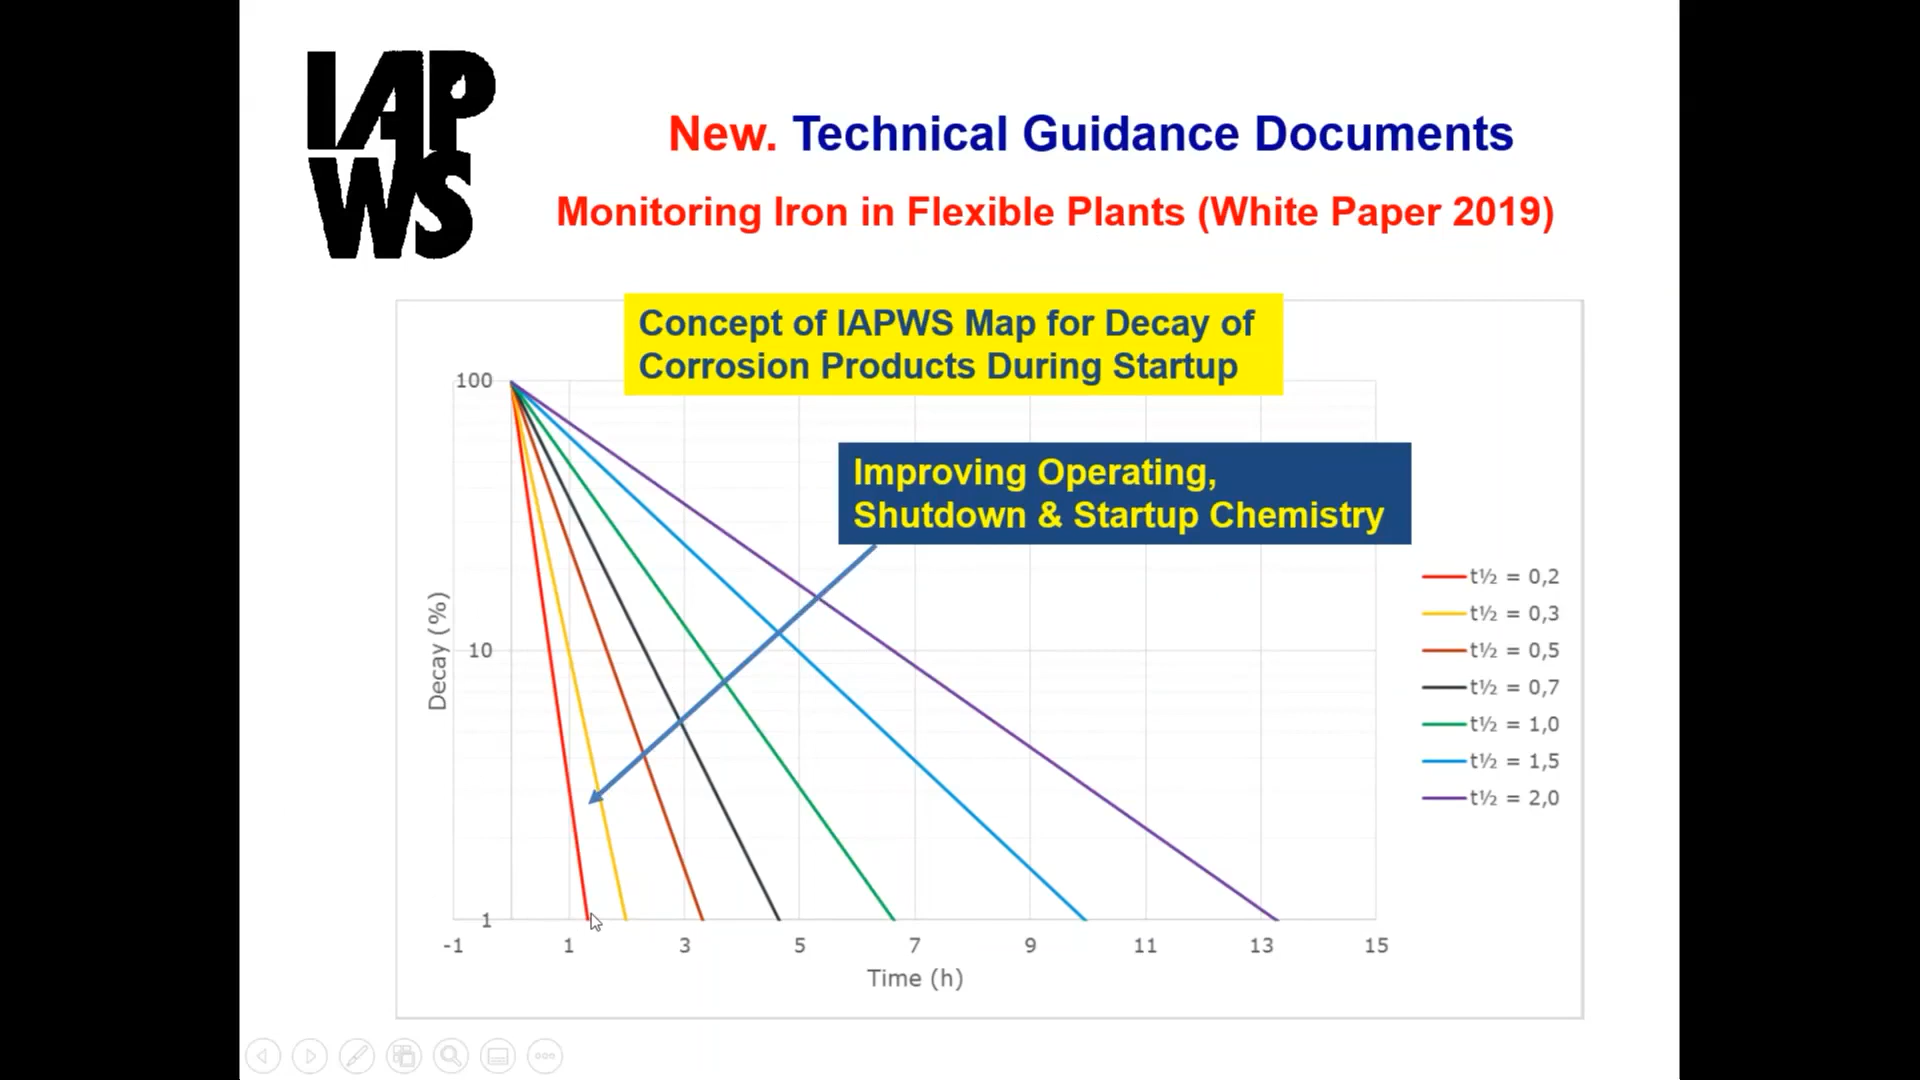 IAP
WS
New. Technical Guidance Documents
Monitoring Iron in Flexible Plants (White Paper 2019)
Concept of IAPWS Map for Decay of
Corrosion Products During Startup
Improving Operating,
Shutdown & Startup Chemistry
100
10
1
Decay (%)
-1 1 3 5 7 9 11 13 15
Time (h)
t½ = 0,2
t½ = 0,3
t½ = 0,5
t½ = 0,7
t½ = 1,0
t½ = 1,5
t½ = 2,0